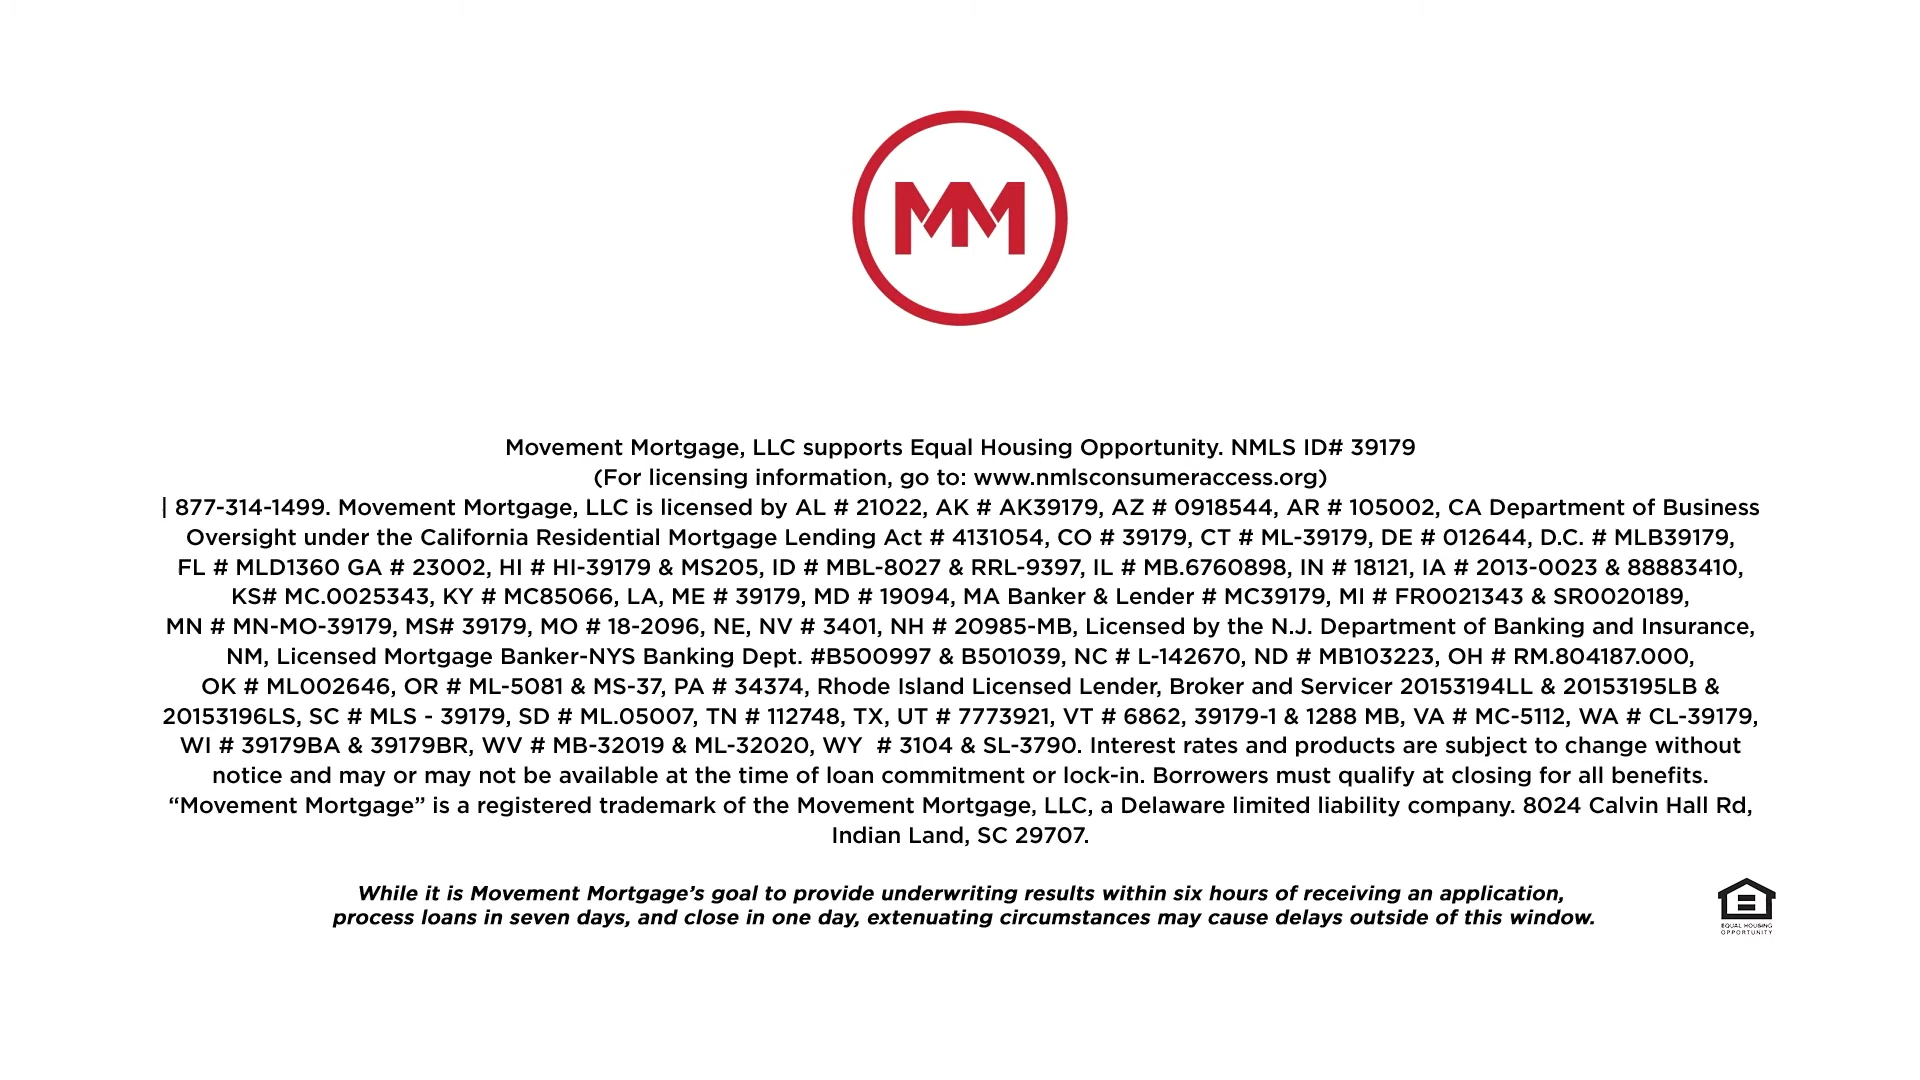 MM
Movement Mortgage, LLC supports Equal Housing Opportunity. NMLS ID# 39179
(For licensing information, go to: www.nmlsconsumeraccess.org)
| 877-314-1499. Movement Mortgage, LLC is licensed by AL # 21022, AK # AK39179, AZ # 0918544, AR # 105002, CA Department of Business
Oversight under the California Residential Mortgage Lending Act # 4131054, CO # 39179, CT # ML-39179, DE # 012644, D.C. # MLB39179,
FL # MLD1360 GA # 23002, HI # HI-39179 & MS205, ID # MBL-8027 & RRL-9397, IL # MB.6760898, IN # 18121, IA # 2013-0023 & 88883410,
KS# MC.0025343, KY # MC85066, LA, ME # 39179, MD # 19094, MA Banker & Lender # MC39179, MI # FR0021343 & SR0020189,
MN # MN-MO-39179, MS# 39179, MO # 18-2096, NE, NV # 3401, NH # 20985-MB, Licensed by the N.J. Department of Banking and Insurance,
NM, Licensed Mortgage Banker-NYS Banking Dept. #B500997 & B501039, NC # L-142670, ND # MB103223, OH # RM.804187.000,
OK # ML002646, OR # ML-5081 & MS-37, PA # 34374, Rhode Island Licensed Lender, Broker and Servicer 20153194LL & 20153195LB &
20153196LS, SC # MLS - 39179, SD # ML.05007, TN # 112748, TX, UT # 7773921, VT # 6862, 39179-1 & 1288 MB, VA # MC-5112, WA # CL-39179,
WI # 39179BA & 39179BR, WV # MB-32019 & ML-32020, WY  # 3104 & SL-3790. Interest rates and products are subject to change without
notice and may or may not be available at the time of loan commitment or lock-in. Borrowers must qualify at closing for all benefits.
“Movement Mortgage” is a registered trademark of the Movement Mortgage, LLC, a Delaware limited liability company. 8024 Calvin Hall Rd,
Indian Land, SC 29707.
While it is Movement Mortgage’s goal to provide underwriting results within six hours of receiving an application,
process loans in seven days, and close in one day, extenuating circumstances may cause delays outside of this window.
EQUAL HOUSING
OPPORTUNITY